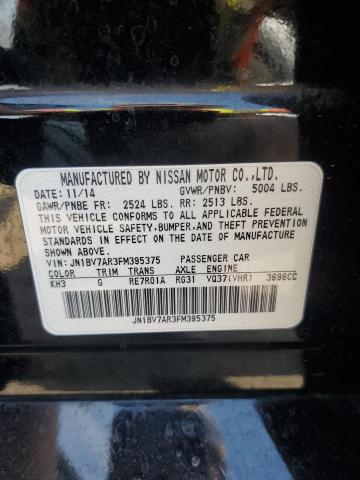 MANUFACTURED BY NISSAN MOTOR CO.,LTD.
DATE: 11/14 GVWR/PNBV: 5004 LBS.
GAWR/PNBE FR: 2524 LBS. RR: 2513 LBS.
THIS VEHICLE CONFORMS TO ALL APPLICABLE FEDERAL
MOTOR VEHICLE SAFETY,BUMPER,AND THEFT PREVENTION
STANDARDS IN EFFECT ON THE DATE OF MANUFACTURE
SHOWN ABOVE.
VIN: JN1BV7AR3FM395375 PASSENGER CAR
COLOR TRIM TRANS AXLE ENGINE
KH3 G RE7R01A RG31 VQ37(VHR) 3696CC
JN1BV7AR3FM395375